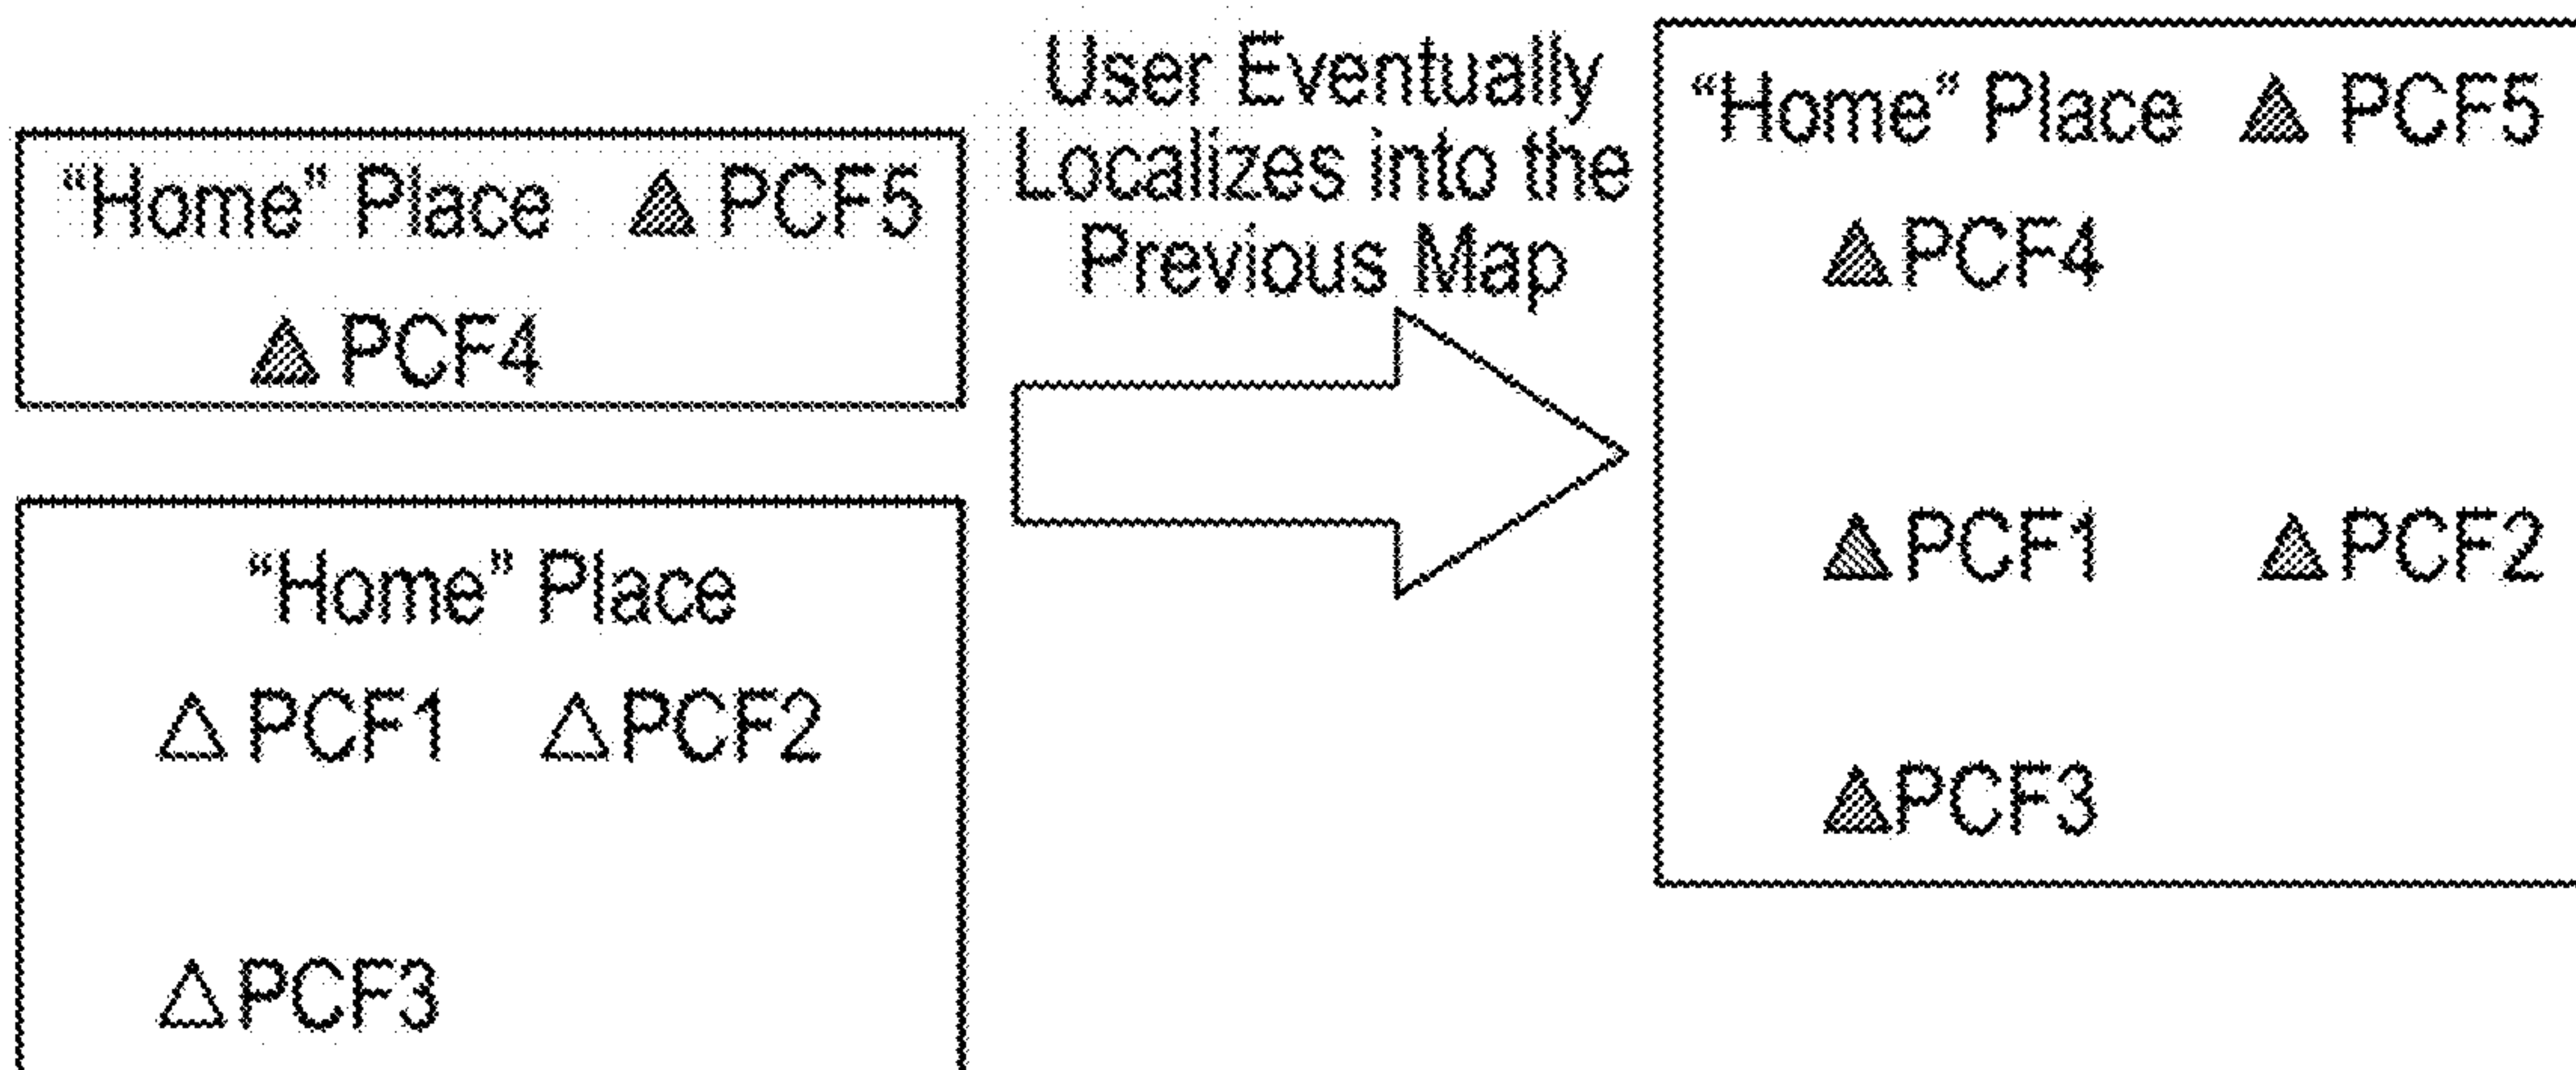 “Home” Place PCF5
PCF4
“Home” Place
PCF1 PCF2
PCF3
User Eventually
Localizes into the
Previous Map
“Home“ Place PCF5
PCF4
PCF1 PCF2
PCF3